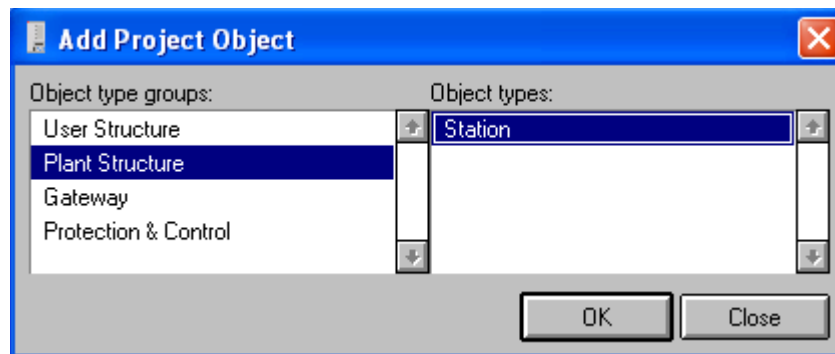 Add Project Object
Object type groups:
User Structure
Plant Structure
Gateway
Protection & Control
Object types:
Station
OK
Close